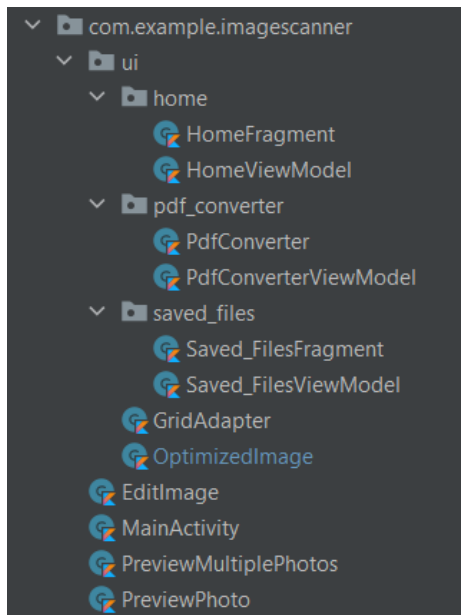 com.example.imagescanner
ui
home
HomeFragment
HomeViewModel
pdf_converter
PdfConverter
PdfConverterViewModel
saved_files
Saved_FilesFragment
Saved_FilesViewModel
GridAdapter
OptimizedImage
EditImage
MainActivity
PreviewMultiplePhotos
PreviewPhoto